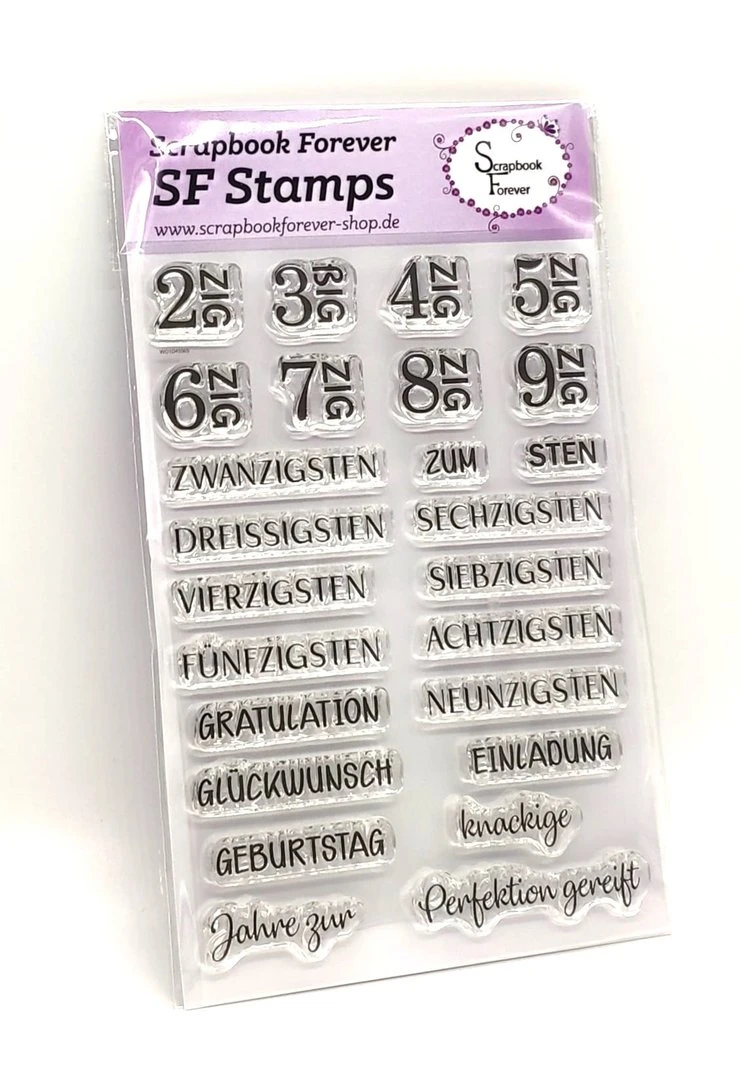 Scrapbook Forever
SF Stamps
www.scrapbookforever-shop.de
Scrapbook
Forever
2ZIG 3ßIG 4ZIG 5ZIG
6ZIG 7ZIG 8ZIG 9ZIG
ZWANZIGSTEN ZUM STEN
DREISSIGSTEN SECHZIGSTEN
VIERZIGSTEN SIEBZIGSTEN
FÜNFZIGSTEN ACHTZIGSTEN
GRATULATION NEUNZIGSTEN
GLÜCKWUNSCH EINLADUNG
GEBURTSTAG knackige
Jahre zur Perfektion gereift